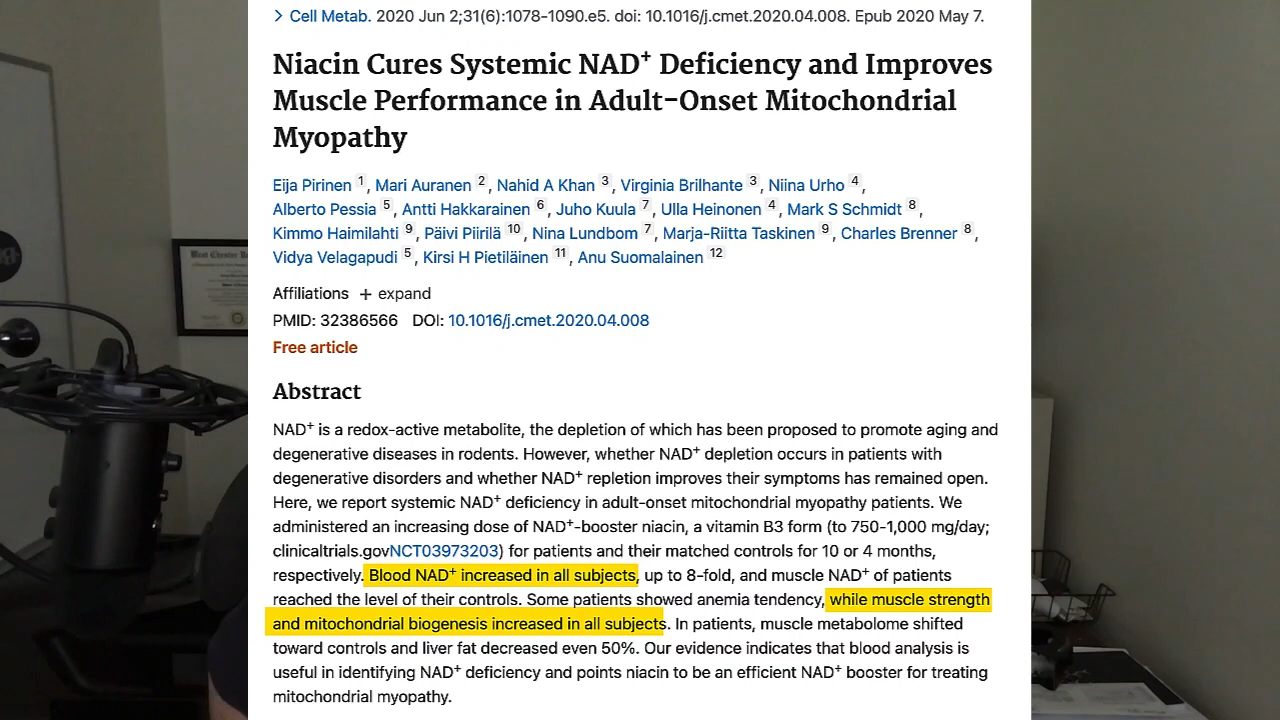 Cell Metab. 2020 Jun 2;31(6):1078-1090.e5. doi: 10.1016/j.cmet.2020.04.008. Epub 2020 May 7.
Niacin Cures Systemic NAD+ Deficiency and Improves
Muscle Performance in Adult-Onset Mitochondrial
Myopathy
Eija Pirinen 1, Mari Auranen 2, Nahid A Khan 3, Virginia Brilhante 3, Niina Urho 4,
Alberto Pessia 5, Antti Hakkarainen 6, Juho Kuula 7, Ulla Heinonen 4, Mark S Schmidt 8,
Kimmo Haimilahti 9, Päivi Piirilä 10, Nina Lundbom 7, Marja-Riitta Taskinen 9, Charles Brenner 8,
Vidya Velagapudi 5, Kirsi H Pietiläinen 11, Anu Suomalainen 12
Affiliations + expand
PMID: 32386566 DOI: 10.1016/j.cmet.2020.04.008
Free article
Abstract
NAD+ is a redox-active metabolite, the depletion of which has been proposed to promote aging and
degenerative diseases in rodents. However, whether NAD+ depletion occurs in patients with
degenerative disorders and whether NAD+ repletion improves their symptoms has remained open.
Here, we report systemic NAD+ deficiency in adult-onset mitochondrial myopathy patients. We
administered an increasing dose of NAD+-booster niacin, a vitamin B3 form (to 750-1,000 mg/day;
clinicaltrials.govNCT03973203) for patients and their matched controls for 10 or 4 months,
respectively. Blood NAD+ increased in all subjects, up to 8-fold, and muscle NAD+ of patients
reached the level of their controls. Some patients showed anemia tendency, while muscle strength
and mitochondrial biogenesis increased in all subjects. In patients, muscle metabolome shifted
toward controls and liver fat decreased even 50%. Our evidence indicates that blood analysis is
useful in identifying NAD+ deficiency and points niacin to be an efficient NAD+ booster for treating
mitochondrial myopathy.